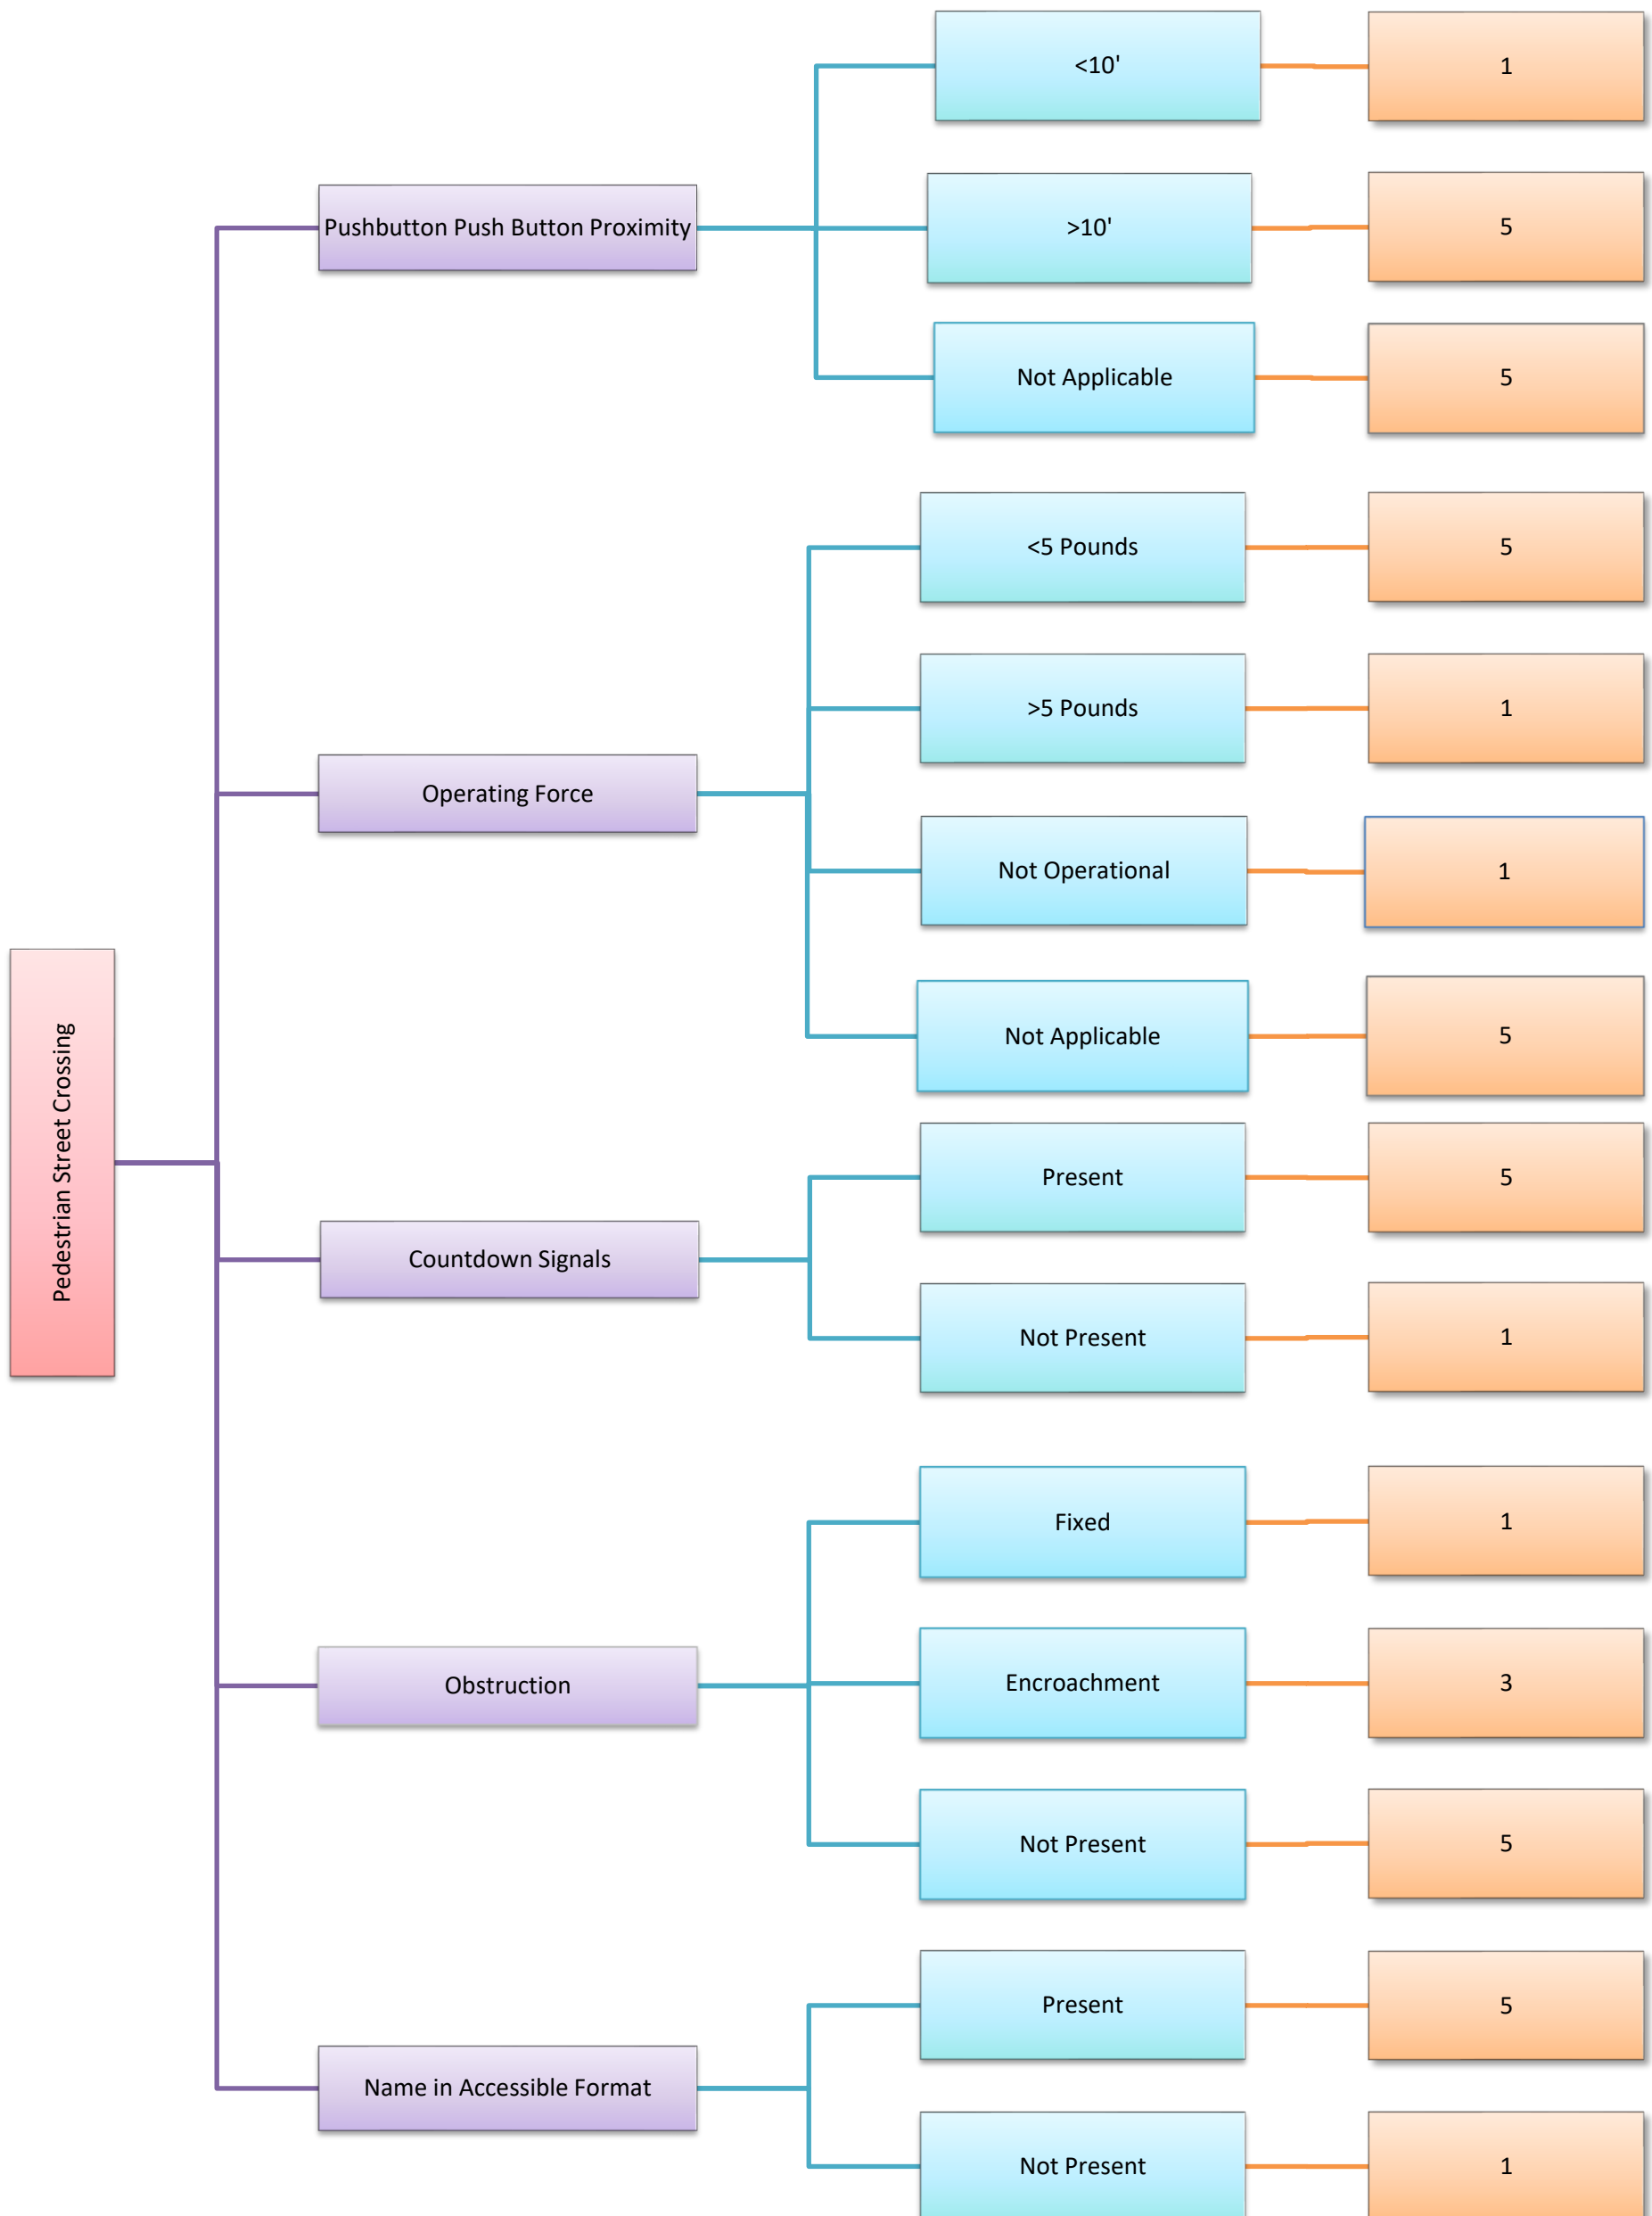 <10'
1
Pushbutton Push Button Proximity
>10'
5
Not Applicable
5
<5 Pounds
5
>5 Pounds
1
Operating Force
Not Operational
1
Not Applicable
5
Pedestrian Street Crossing
Present
5
Countdown Signals
Not Present
1
Fixed
1
Obstruction
Encroachment
3
Not Present
5
Present
5
Name in Accessible Format
Not Present
1